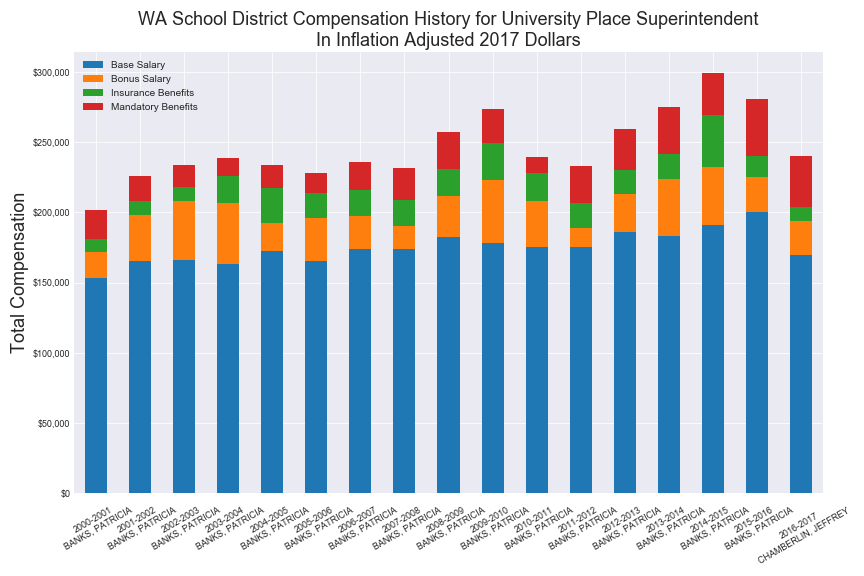 WA School District Compensation History for University Place Superintendent
In Inflation Adjusted 2017 Dollars
Base Salary
Bonus Salary
Insurance Benefits
Mandatory Benefits
Total Compensation
$300,000
$250,000
$200,000
$150,000
$100,000
$50,000
$0
2000-2001
BANKS, PATRICIA
2001-2002
BANKS, PATRICIA
2002-2003
BANKS, PATRICIA
2003-2004
BANKS, PATRICIA
2004-2005
BANKS, PATRICIA
2005-2006
BANKS, PATRICIA
2006-2007
BANKS, PATRICIA
2007-2008
BANKS, PATRICIA
2008-2009
BANKS, PATRICIA
2009-2010
BANKS, PATRICIA
2010-2011
BANKS, PATRICIA
2011-2012
BANKS, PATRICIA
2012-2013
BANKS, PATRICIA
2013-2014
BANKS, PATRICIA
2014-2015
BANKS, PATRICIA
2015-2016
BANKS, PATRICIA
2016-2017
CHAMBERLIN, JEFFREY